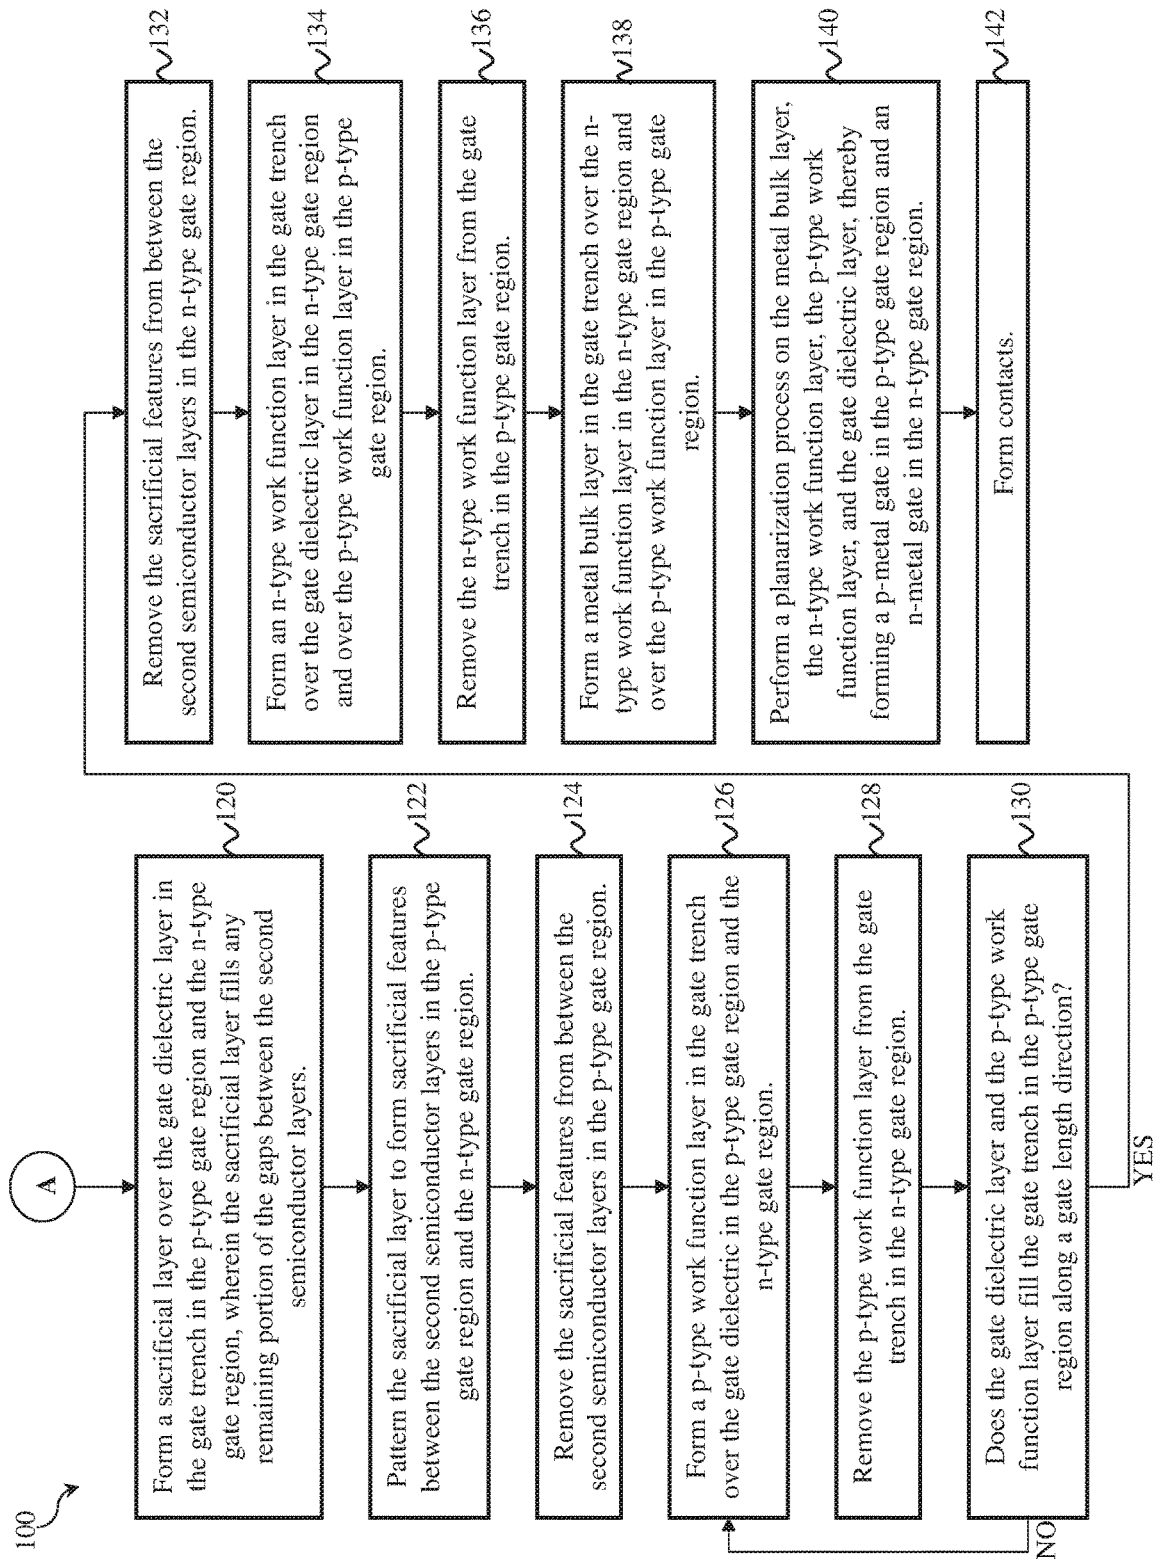 100
A
Form a sacrificial layer over the gate dielectric layer in
the gate trench in the p-type gate region and the n-type
gate region, wherein the sacrificial layer fills any
remaining portion of the gaps between the second
semiconductor layers.
120
Pattern the sacrificial layer to form sacrificial features
between the second semiconductor layers in the p-type
gate region and the n-type gate region.
122
Remove the sacrificial features from between the
second semiconductor layers in the p-type gate region.
124
Form a p-type work function layer in the gate trench
over the gate dielectric in the p-type gate region and the
n-type gate region.
126
Remove the p-type work function layer from the gate
trench in the n-type gate region.
128
Does the gate dielectric layer and the p-type work
function layer fill the gate trench in the p-type gate
region along a gate length direction?
130
NO
YES
Remove the sacrificial features from between the
second semiconductor layers in the n-type gate region.
132
Form an n-type work function layer in the gate trench
over the gate dielectric layer in the n-type gate region
and over the p-type work function layer in the p-type
gate region.
134
Remove the n-type work function layer from the gate
trench in the p-type gate region.
136
Form a metal bulk layer in the gate trench over the n-
type work function layer in the n-type gate region and
over the p-type work function layer in the p-type gate
region.
138
Perform a planarization process on the metal bulk layer,
the n-type work function layer, the p-type work
function layer, and the gate dielectric layer, thereby
forming a p-metal gate in the p-type gate region and an
n-metal gate in the n-type gate region.
140
Form contacts.
142